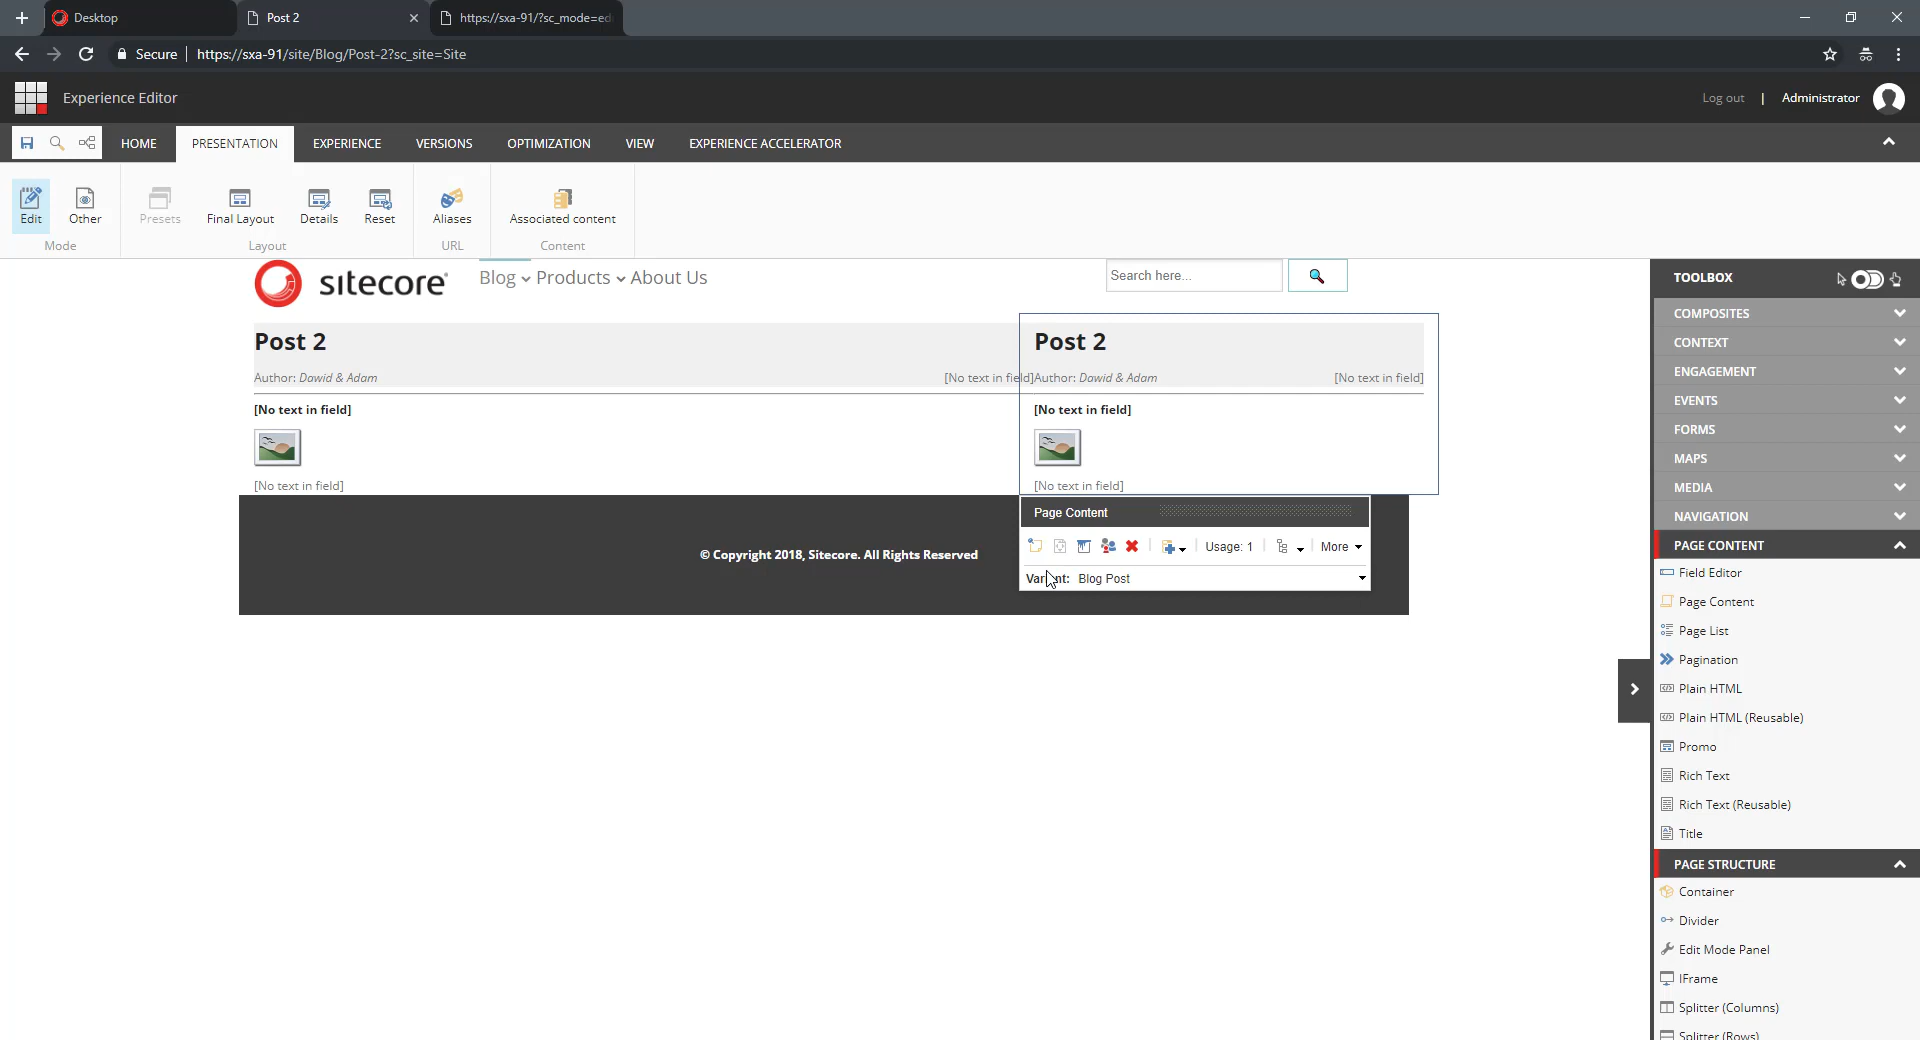 Desktop
Post 2
https://sxa-91/?sc_mode=ed
Secure
https://sxa-91/site/Blog/Post-2?sc_site=Site
Experience Editor
Log out | Administrator
HOME
PRESENTATION
EXPERIENCE
VERSIONS
OPTIMIZATION
VIEW
EXPERIENCE ACCELERATOR
Edit
Other
Presets
Final Layout
Details
Reset
Aliases
Associated content
Mode
Layout
URL
Content
sitecore
Blog Products About Us
Search here...
TOOLBOX
COMPOSITES
CONTEXT
ENGAGEMENT
EVENTS
FORMS
MAPS
MEDIA
NAVIGATION
PAGE CONTENT
Field Editor
Page Content
Page List
Pagination
Plain HTML
Plain HTML (Reusable)
Promo
Rich Text
Rich Text (Reusable)
Title
PAGE STRUCTURE
Container
Divider
Edit Mode Panel
IFrame
Splitter (Columns)
Splitter (Rows)
Post 2
Author: Dawid & Adam
[No text in field]
[No text in field]
[No text in field]
Post 2
Author: Dawid & Adam
[No text in field]
[No text in field]
[No text in field]
Page Content
Usage: 1
More
Variant: Blog Post
© Copyright 2018, Sitecore. All Rights Reserved